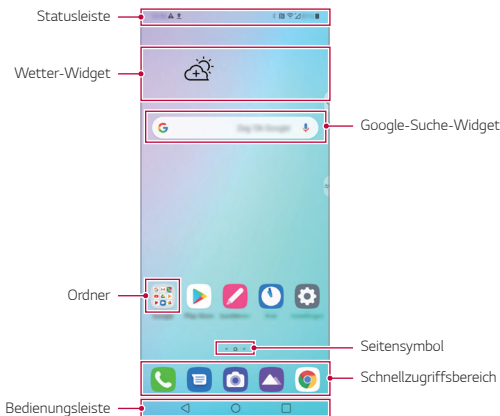 Statusleiste
Wetter-Widget
Google-Suche-Widget
Ordner
Seitensymbol
Schnellzugriffsbereich
Bedienungsleiste